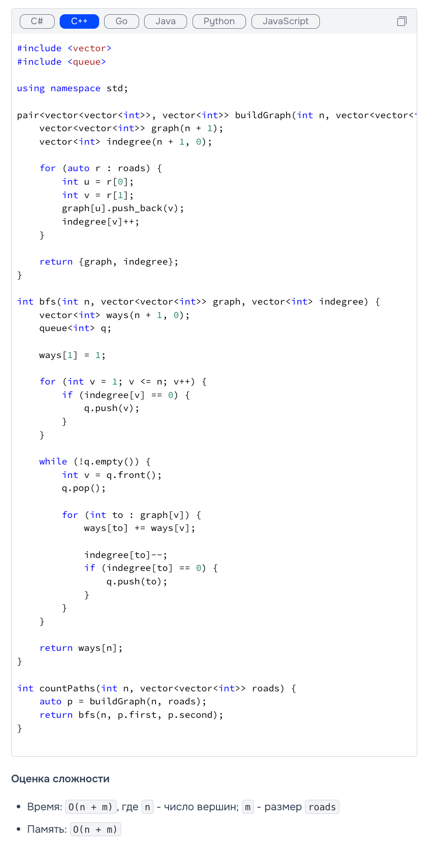 C# C++ Go Java Python JavaScript
#include <vector>
#include <queue>
using namespace std;
pair<vector<vector<int>>, vector<int>> buildGraph(int n, vector<vector<i
    vector<vector<int>> graph(n + 1);
    vector<int> indegree(n + 1, 0);
    for (auto r : roads) {
        int u = r[0];
        int v = r[1];
        graph[u].push_back(v);
        indegree[v]++;
    }
    return {graph, indegree};
}
int bfs(int n, vector<vector<int>> graph, vector<int> indegree) {
    vector<int> ways(n + 1, 0);
    queue<int> q;
    ways[1] = 1;
    for (int v = 1; v <= n; v++) {
        if (indegree[v] == 0) {
            q.push(v);
        }
    }
    while (!q.empty()) {
        int v = q.front();
        q.pop();
        for (int to : graph[v]) {
            ways[to] += ways[v];
            indegree[to]--;
            if (indegree[to] == 0) {
                q.push(to);
            }
        }
    }
    return ways[n];
}
int countPaths(int n, vector<vector<int>> roads) {
    auto p = buildGraph(n, roads);
    return bfs(n, p.first, p.second);
}
Оценка сложности
• Время: O(n + m), где n - число вершин; m - размер roads
• Память: O(n + m)